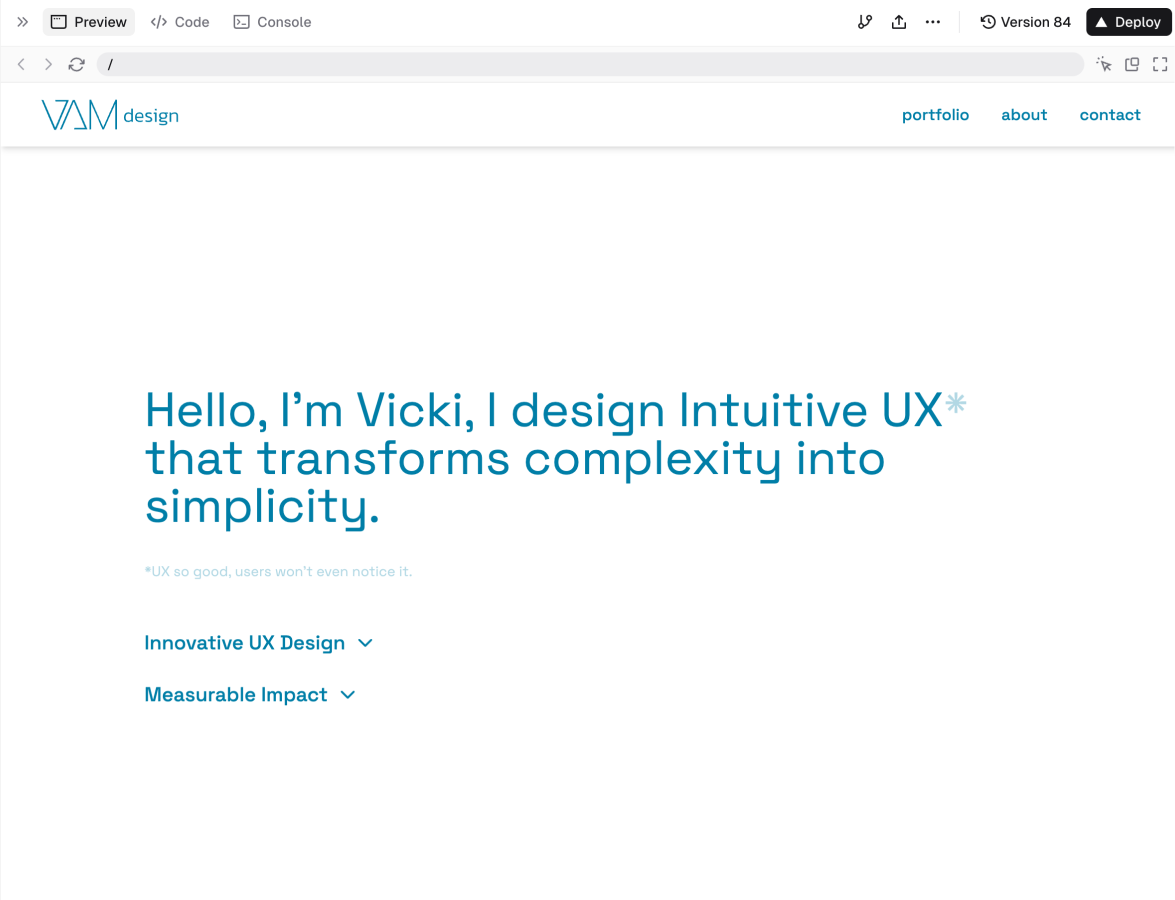 Preview Code Console Version 84 Deploy
/
VAM design portfolio about contact
Hello, I'm Vicki, I design Intuitive UX*
that transforms complexity into
simplicity.
*UX so good, users won't even notice it.
Innovative UX Design
Measurable Impact